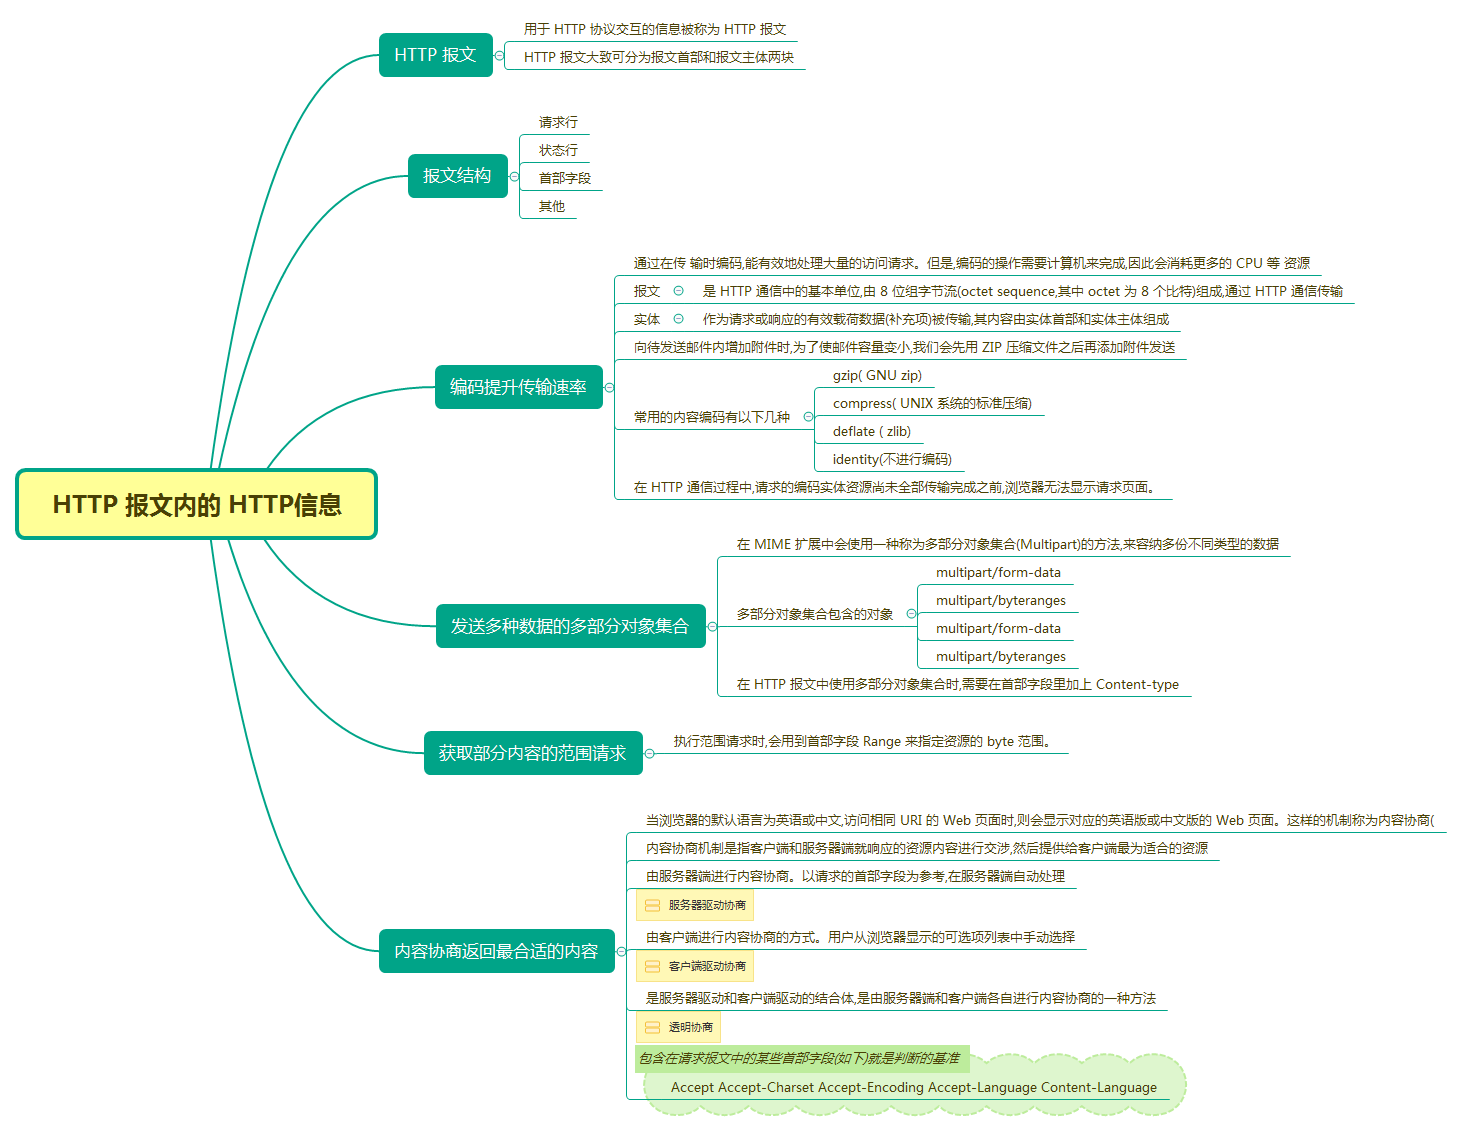 HTTP 报文内的 HTTP信息
HTTP 报文
用于 HTTP 协议交互的信息被称为 HTTP 报文
HTTP 报文大致可分为报文首部和报文主体两块
报文结构
请求行
状态行
首部字段
其他
编码提升传输速率
通过在传 输时编码,能有效地处理大量的访问请求。但是,编码的操作需要计算机来完成,因此会消耗更多的 CPU 等 资源
报文 是 HTTP 通信中的基本单位,由 8 位组字节流(octet sequence,其中 octet 为 8 个比特)组成,通过 HTTP 通信传输
实体 作为请求或响应的有效载荷数据(补充项)被传输,其内容由实体首部和实体主体组成
向待发送邮件内增加附件时,为了使邮件容量变小,我们会先用 ZIP 压缩文件之后再添加附件发送
常用的内容编码有以下几种
gzip( GNU zip)
compress( UNIX 系统的标准压缩)
deflate ( zlib)
identity(不进行编码)
在 HTTP 通信过程中,请求的编码实体资源尚未全部传输完成之前,浏览器无法显示请求页面。
发送多种数据的多部分对象集合
在 MIME 扩展中会使用一种称为多部分对象集合(Multipart)的方法,来容纳多份不同类型的数据
多部分对象集合包含的对象
multipart/form-data
multipart/byteranges
multipart/form-data
multipart/byteranges
在 HTTP 报文中使用多部分对象集合时,需要在首部字段里加上 Content-type
获取部分内容的范围请求
执行范围请求时,会用到首部字段 Range 来指定资源的 byte 范围。
内容协商返回最合适的内容
当浏览器的默认语言为英语或中文,访问相同 URI 的 Web 页面时,则会显示对应的英语版或中文版的 Web 页面。这样的机制称为内容协商(
内容协商机制是指客户端和服务器端就响应的资源内容进行交涉,然后提供给客户端最为适合的资源
由服务器端进行内容协商。以请求的首部字段为参考,在服务器端自动处理
服务器驱动协商
由客户端进行内容协商的方式。用户从浏览器显示的可选项列表中手动选择
客户端驱动协商
是服务器驱动和客户端驱动的结合体,是由服务器端和客户端各自进行内容协商的一种方法
透明协商
包含在请求报文中的某些首部字段(如下)就是判断的基准
Accept Accept-Charset Accept-Encoding Accept-Language Content-Language